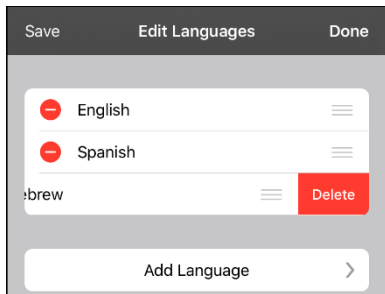 Save Edit Languages Done
English
Spanish
ebrew Delete
Add Language